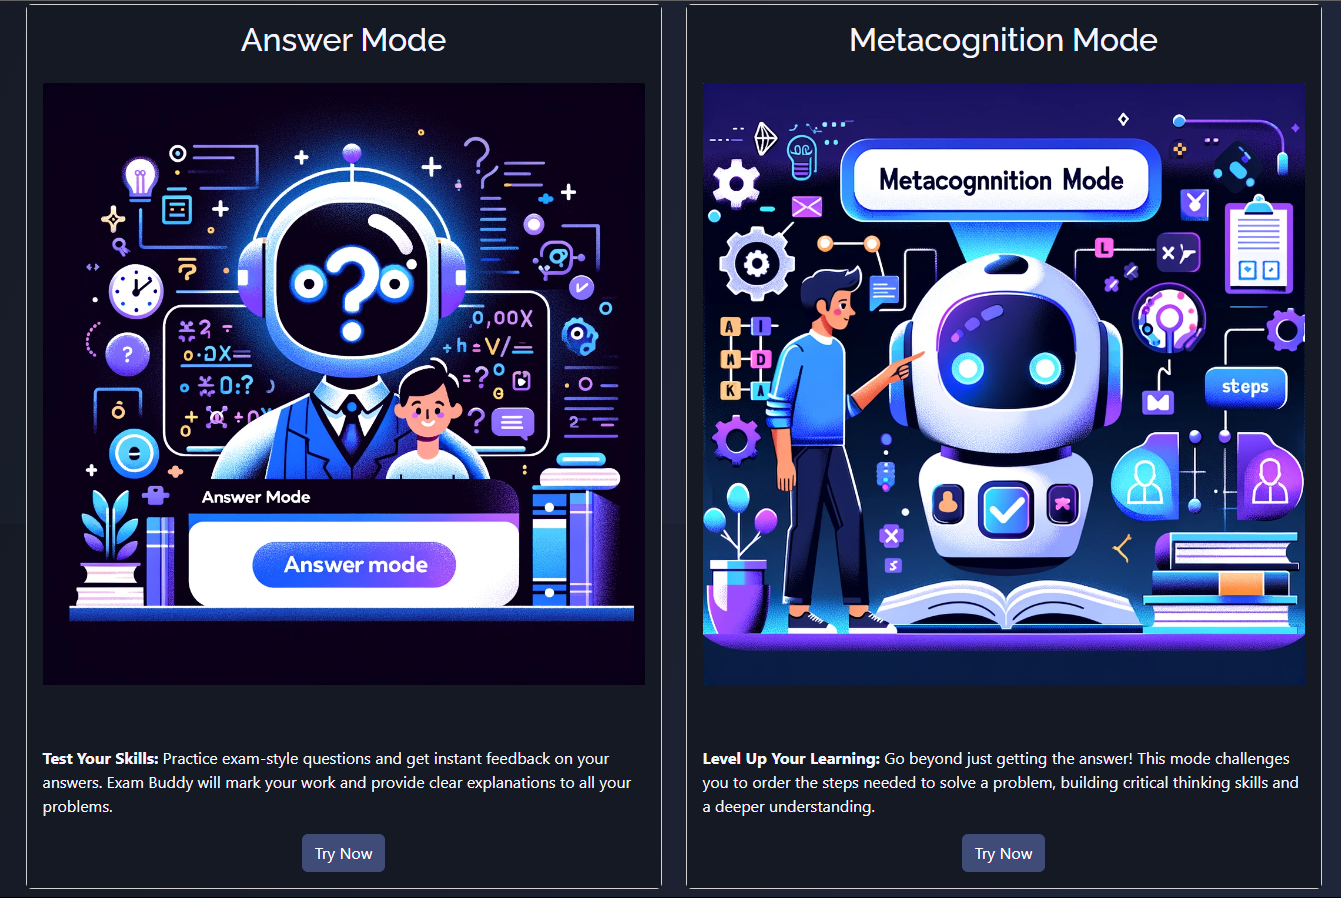 Answer Mode
?
?
Answer Mode
Answer mode
Test Your Skills: Practice exam-style questions and get instant feedback on your
answers. Exam Buddy will mark your work and provide clear explanations to all your
problems.
Try Now
Metacognition Mode
Metacognnition Mode
L
A I
M D
K A
steps
S
Level Up Your Learning: Go beyond just getting the answer! This mode challenges
you to order the steps needed to solve a problem, building critical thinking skills and
a deeper understanding.
Try Now